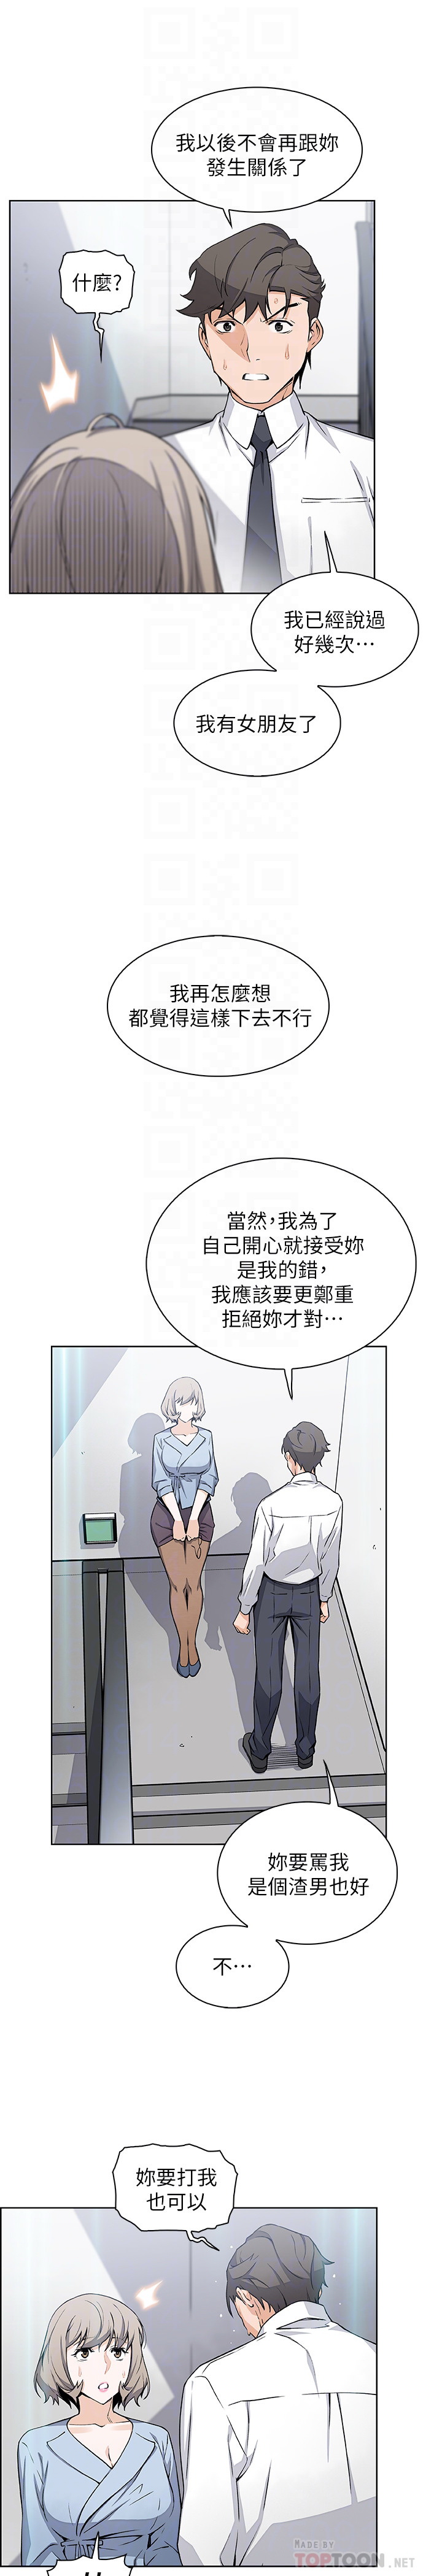 我以後不會再跟妳
發生關係了
什麼?
我已經說過
好幾次…
我有女朋友了
我再怎麼想
都覺得這樣下去不行
當然,我為了
自己開心就接受妳
是我的錯,
我應該要更鄭重
拒絕妳才對…
妳要罵我
是個渣男也好
不…
妳要打我
也可以
MADE BY
TOPTOON.NET